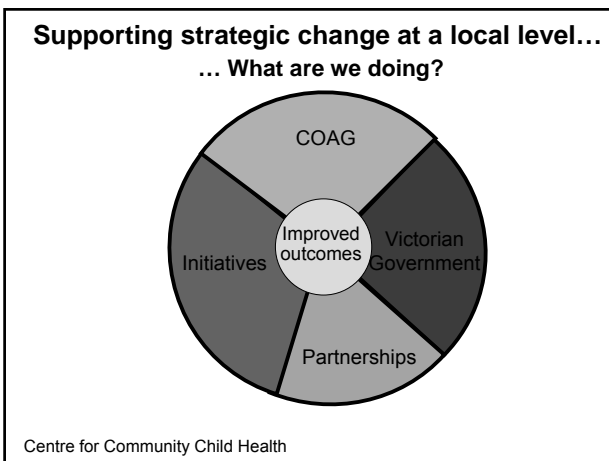 Supporting strategic change at a local level…
… What are we doing?
COAG
Improved
outcomes
Victorian
Government
Initiatives
Partnerships
Centre for Community Child Health